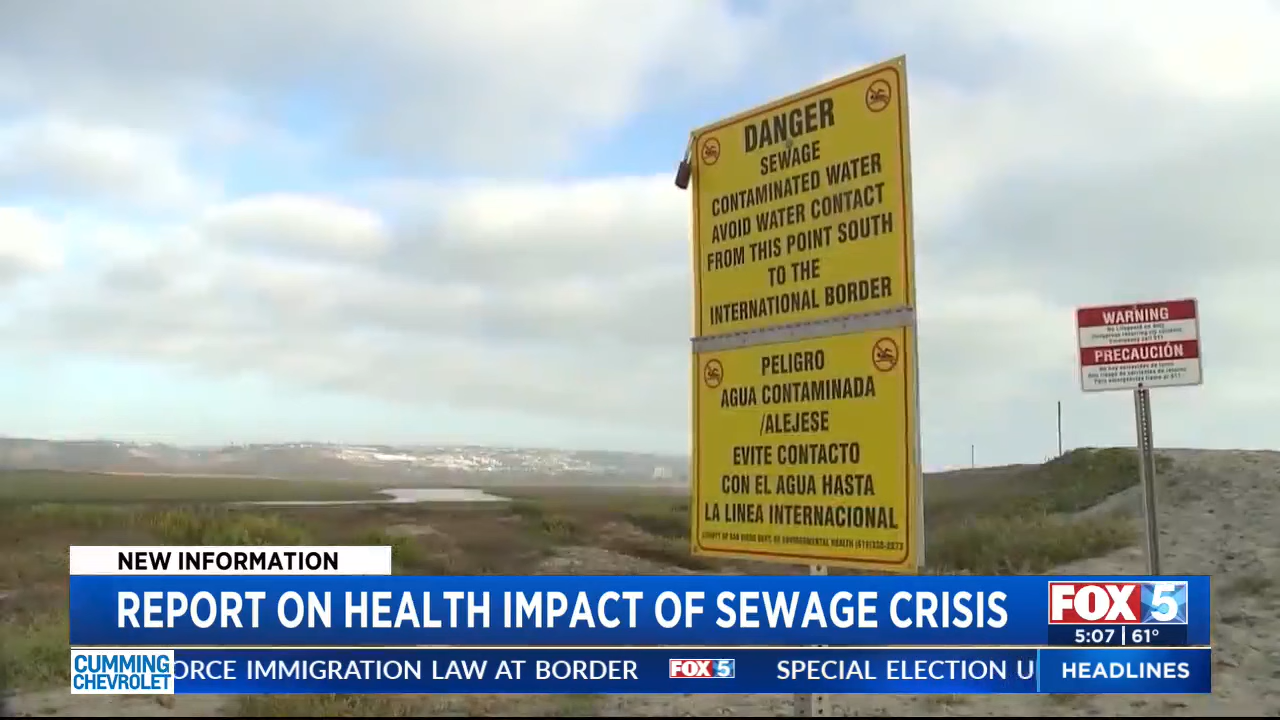 DANGER
SEWAGE
CONTAMINATED WATER
AVOID WATER CONTACT
FROM THIS POINT SOUTH
TO THE
INTERNATIONAL BORDER
PELIGRO
AGUA CONTAMINADA
/ALEJESE
EVITE CONTACTO
CON EL AGUA HASTA
LA LINEA INTERNACIONAL
WARNING
PRECAUCIÓN
NEW INFORMATION
REPORT ON HEALTH IMPACT OF SEWAGE CRISIS
FOX 5
5:07 | 61°
CUMMING
CHEVROLET
ORCE IMMIGRATION LAW AT BORDER FOX 5 SPECIAL ELECTION U
HEADLINES